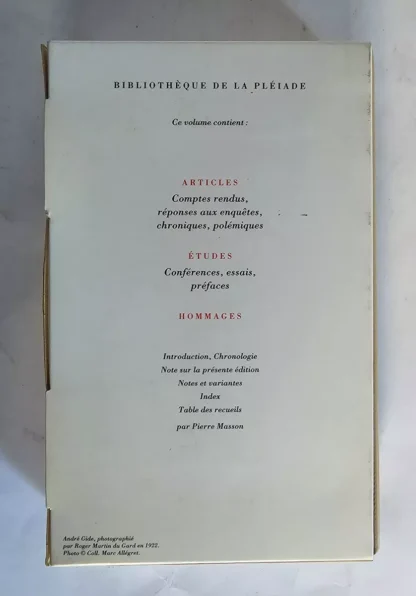 BIBLIOTHÈQUE DE LA PLÉIADE
Ce volume contient :
ARTICLES
Comptes rendus,
réponses aux enquêtes,
chroniques, polémiques
ÉTUDES
Conférences, essais,
préfaces
HOMMAGES
Introduction, Chronologie
Note sur la présente édition
Notes et variantes
Index
Table des recueils
par Pierre Masson
André Gide, photographié
par Roger Martin du Gard en 1922.
Photo © Coll. Marc Allégret.